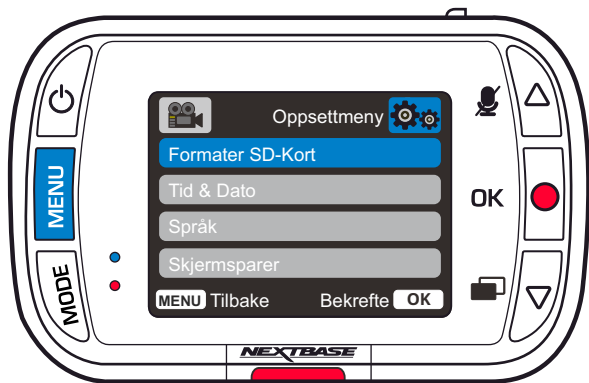 Oppsettmeny
Formater SD-Kort
Tid & Dato
Språk
Skjermsparer
MENU Tilbake Bekrefte OK
MENU
MODE
OK
NEXTBASE